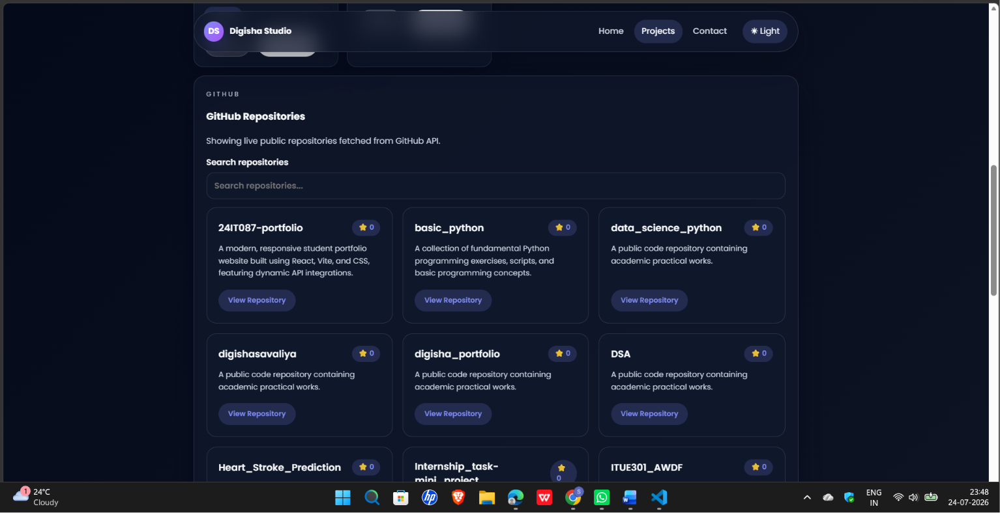 DS Digisha Studio Home Projects Contact ☀ Light
GITHUB
GitHub Repositories
Showing live public repositories fetched from GitHub API.
Search repositories
Search repositories...
24IT087-portfolio ⭐ 0
A modern, responsive student portfolio
website built using React, Vite, and CSS,
featuring dynamic API integrations.
View Repository
basic_python ⭐ 0
A collection of fundamental Python
programming exercises, scripts, and
basic programming concepts.
View Repository
data_science_python ⭐ 0
A public code repository containing
academic practical works.
View Repository
digishasavaliya ⭐ 0
A public code repository containing
academic practical works.
View Repository
digisha_portfolio ⭐ 0
A public code repository containing
academic practical works.
View Repository
DSA ⭐ 0
A public code repository containing
academic practical works.
View Repository
Heart_Stroke_Prediction ⭐ 0
Internship_task-
mini_project ⭐ 0
ITUE301_AWDF ⭐ 0
1
24°C
Cloudy
hp
W
S
W
ENG
IN
23:48
24-07-2026